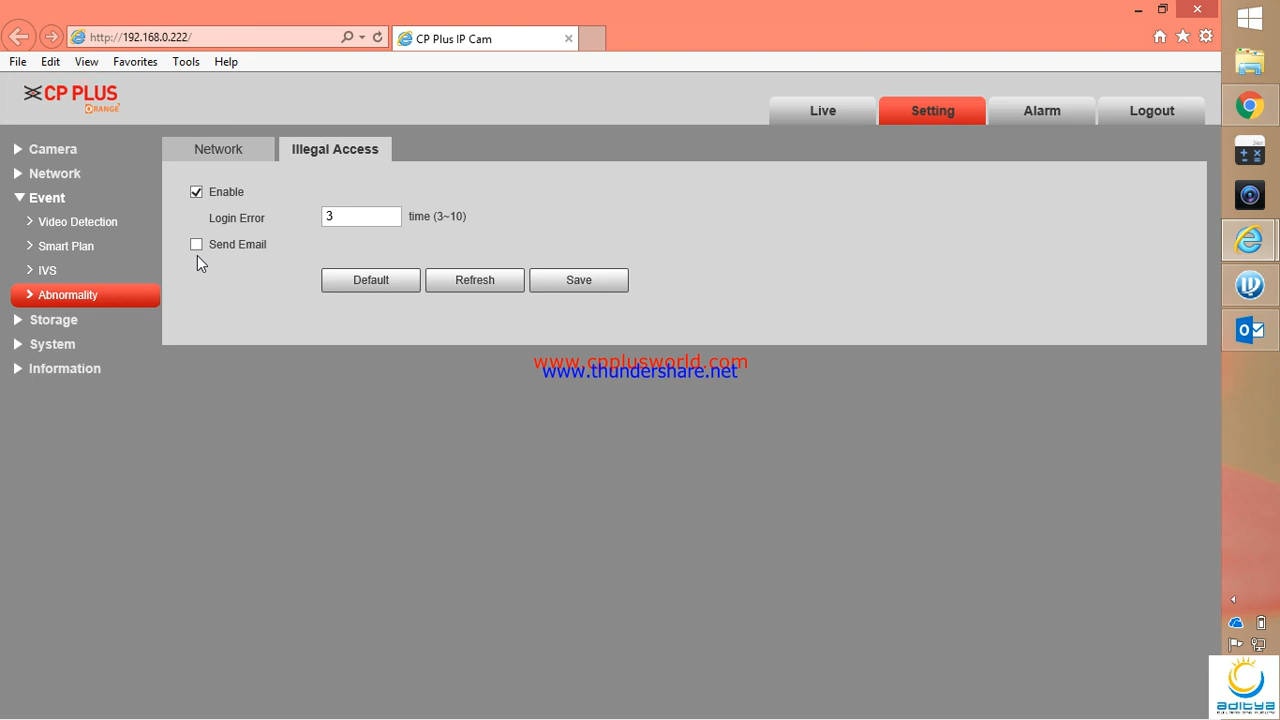 http://192.168.0.222/
CP Plus IP Cam
File Edit View Favorites Tools Help
CP PLUS
ORANGE
Live Setting Alarm Logout
Camera
Network
Event
Video Detection
Smart Plan
IVS
Abnormality
Storage
System
Information
Network Illegal Access
Enable
Login Error 3 time (3~10)
Send Email
Default Refresh Save
www.cpplusworld.com
www.thundershare.net
aditya